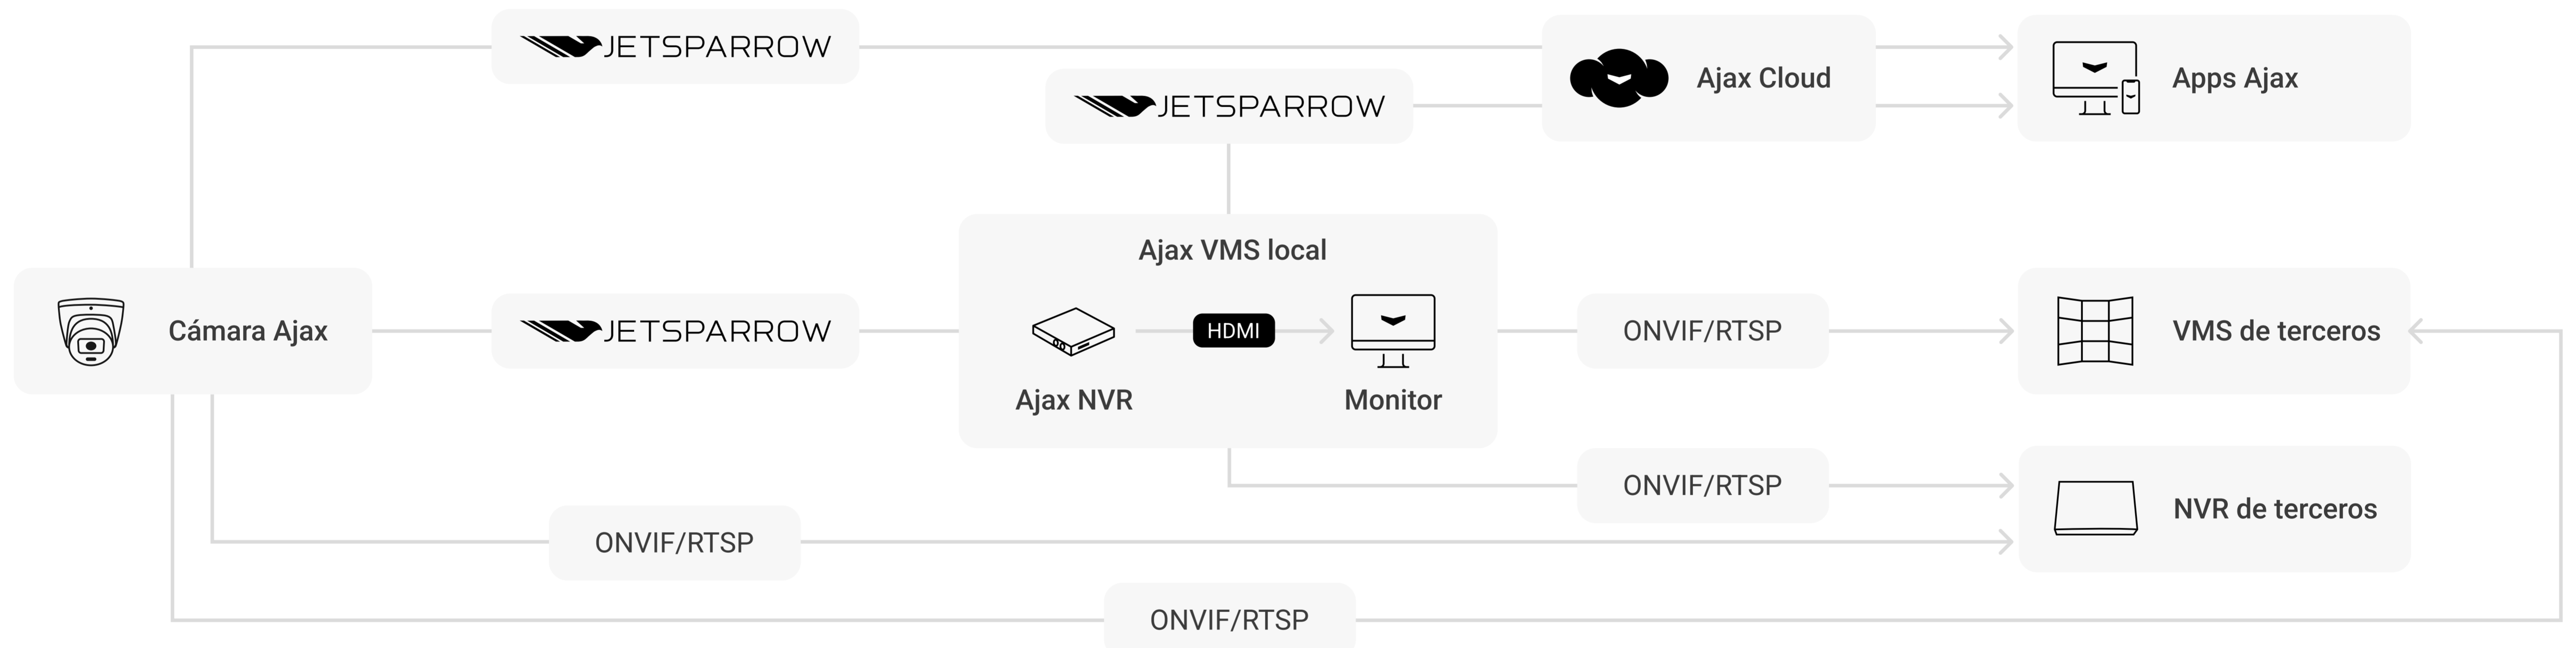 JETSPARROW
Ajax Cloud
Apps Ajax
JETSPARROW
Ajax VMS local
Cámara Ajax
JETSPARROW
HDMI
Ajax NVR
Monitor
ONVIF/RTSP
VMS de terceros
ONVIF/RTSP
NVR de terceros
ONVIF/RTSP
ONVIF/RTSP